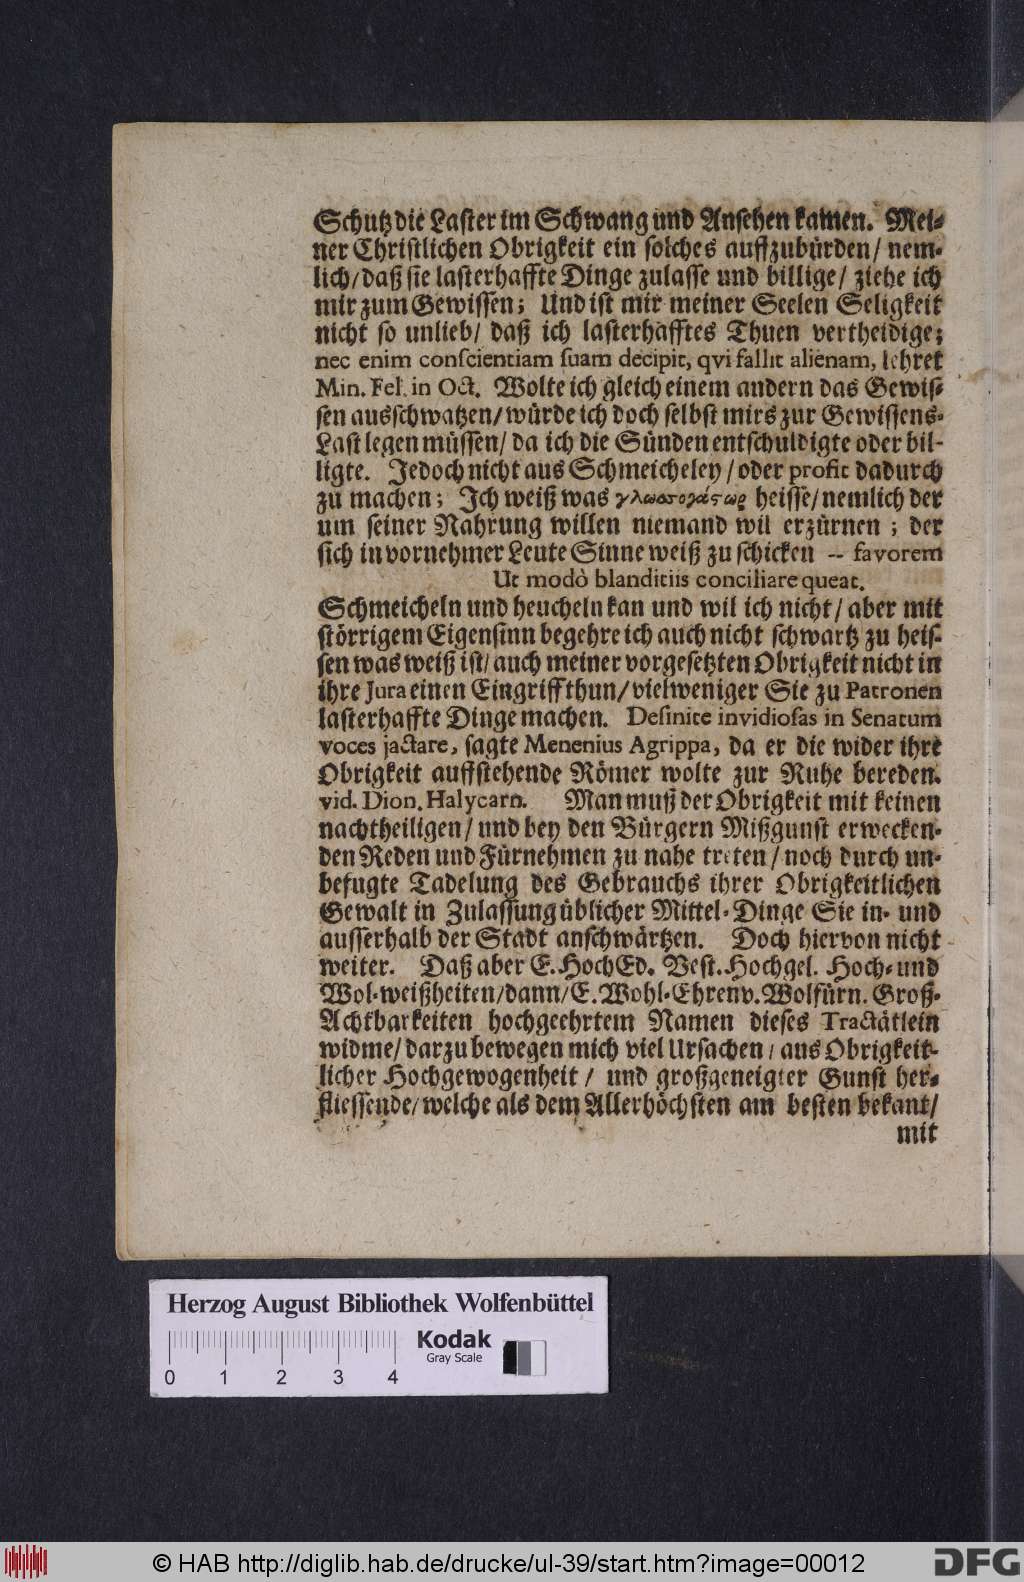 Schutz die Laster im Schwang und Ansehen kamen. Mei-
ner Christlichen Obrigkeit ein solches auffzubürden/ nem-
lich/ daß sie lasterhaffte Dinge zulasse und billige/ ziehe ich
mir zum Gewissen; Und ist mir meiner Seelen Seligkeit
nicht so unlieb/ daß ich lasterhafftes Thuen vertheidige;
nec enim conscientiam suam decipit, qvi fallit alienam, lehret
Min. Fel. in Oct. Wolte ich gleich einem andern das Gewis-
sen ausschwatzen/ würde ich doch selbst mirs zur Gewissens-
Last legen müssen/ da ich die Sünden entschuldigte oder bil-
ligte. Jedoch nicht aus Schmeicheley/ oder profit dadurch
zu machen; Ich weiß was γλωσσογάστωρ heisse/ nemlich der
um seiner Nahrung willen niemand wil erzürnen; der
sich in vornehmer Leute Sinne weiß zu schicken -- favorem
Ut modò blanditiis conciliare queat.
Schmeicheln und heucheln kan und wil ich nicht/ aber mit
störrigem Eigensinn begehre ich auch nicht schwartz zu heis-
sen was weiß ist/ auch meiner vorgesetzten Obrigkeit nicht in
ihre Jura einen Eingriff thun/ vielweniger Sie zu Patronen
lasterhaffte Dinge machen. Desinite invidiosas in Senatum
voces jactare, sagte Menenius Agrippa, da er die wider ihre
Obrigkeit auffstehende Römer wolte zur Ruhe bereden.
vid. Dion. Halycarn. Man muß der Obrigkeit mit keinen
nachtheiligen/ und bey den Bürgern Mißgunst erwecken-
den Reden und Fürnehmen zu nahe treten/ noch durch un-
befugte Tadelung des Gebrauchs ihrer Obrigkeitlichen
Gewalt in Zulassung üblicher Mittel-Dinge Sie in- und
ausserhalb der Stadt anschwärtzen. Doch hiervon nicht
weiter. Daß aber E. HochEd. Vest. Hochgel. Hoch- und
Wol-weißheiten/ dann/ E. Wohl-Ehrenv. Wolfürn. Groß-
Achtbarkeiten hochgeehrtem Namen dieses Tractätlein
widme/ darzu bewegen mich viel Ursachen/ aus Obrigkeit-
licher Hochgewogenheit/ und großgeneigter Gunst her-
fliessende/ welche als dem Allerhöchsten am besten bekant/
mit
Herzog August Bibliothek Wolfenbüttel
Kodak
Gray Scale
0 1 2 3 4
© HAB http://diglib.hab.de/drucke/ul-39/start.htm?image=00012
DFG